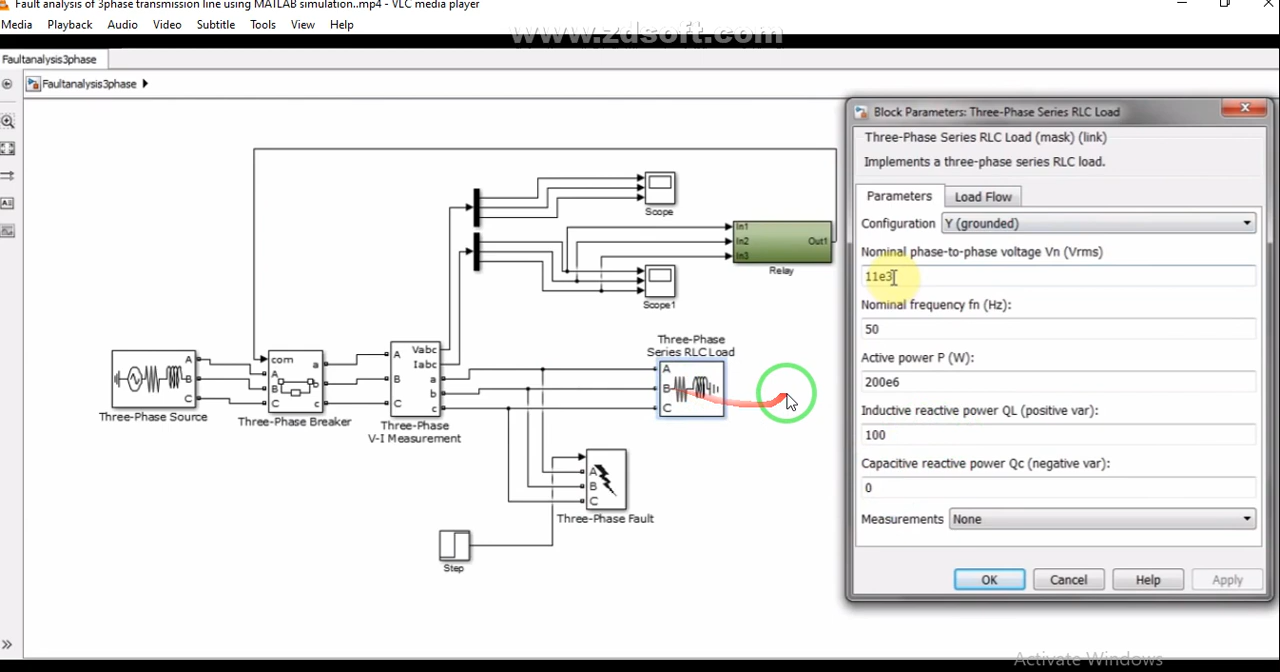 Fault analysis of 3phase transmission line using MATLAB simulation..mp4 - VLC media player
Media Playback Audio Video Subtitle Tools View Help
www.zdsoft.com
Faultanalysis3phase
Faultanalysis3phase
Block Parameters: Three-Phase Series RLC Load
Three-Phase Series RLC Load (mask) (link)
Implements a three-phase series RLC load.
Parameters Load Flow
Configuration Y (grounded)
Nominal phase-to-phase voltage Vn (Vrms)
11e3
Nominal frequency fn (Hz):
50
Active power P (W):
200e6
Inductive reactive power QL (positive var):
100
Capacitive reactive power Qc (negative var):
0
Measurements None
OK Cancel Help Apply
Scope
In1
In2 Out1
In3
Relay
Scope1
Three-Phase
Series RLC Load
A
B
C
A
B
C
Three-Phase Source
com
A a
B b
C c
Three-Phase Breaker
Vabc
A Iabc
a
B b
C c
Three-Phase
V-I Measurement
A
B
C
Three-Phase Fault
Step
Activate Windows